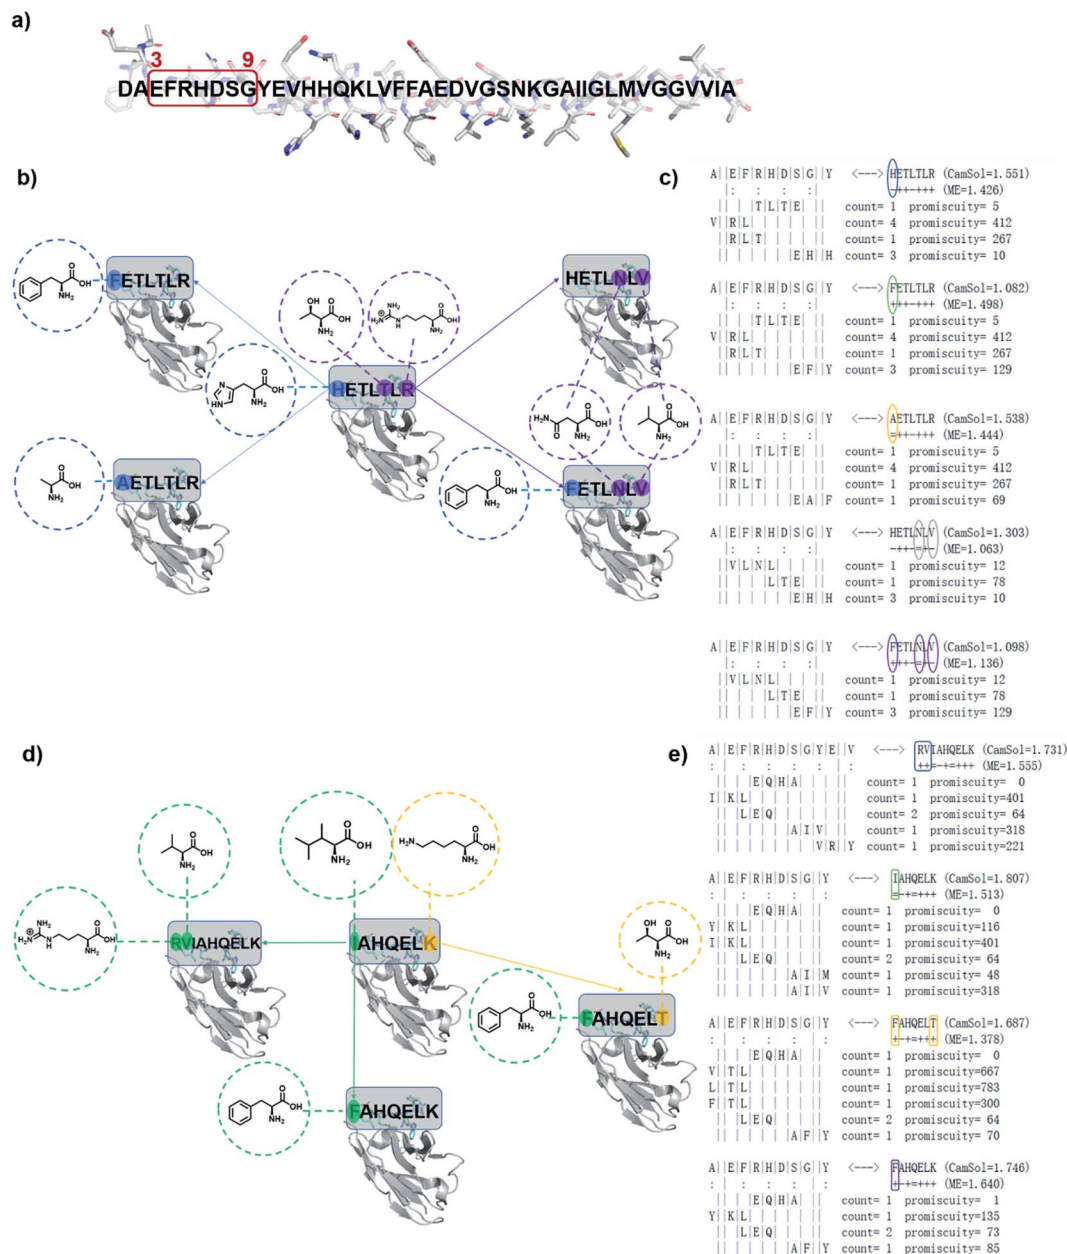 a)
3 9
DAEFRHDSGYEVHHQKLVFFAEDVGSNKGAIIGLMVGGVVIA
b)
FETLTLR
HETLNLV
HETLTLR
AETLTLR
FETLNLV
c)
A||E|F|R|H|D|S|G||Y <---> HETLTLR (CamSol=1.551)
|: : : :| -+++-+++ (ME=1.426)
|| | |T|L|T|E| || count= 1 promiscuity= 5
V||R|L| | | | | || count= 4 promiscuity= 412
||R|L|T | | | | || count= 1 promiscuity= 267
|| | | | | |E|H||H count= 3 promiscuity= 10
A||E|F|R|H|D|S|G||Y <---> FETLTLR (CamSol=1.082)
|: : : :| (ME=1.498)
|| | |T|L|T|E| || count= 1 promiscuity= 5
V||R|L| | | | | || count= 4 promiscuity= 412
||R|L|T | | | | || count= 1 promiscuity= 267
|| | | | | |E|F||Y count= 3 promiscuity= 129
A||E|F|R|H|D|S|G||Y <---> AETLTLR (CamSol=1.538)
|: : : :| (ME=1.444)
|| | |T|L|T|E| || count= 1 promiscuity= 5
V||R|L| | | | | || count= 4 promiscuity= 412
||R|L|T | | | | || count= 1 promiscuity= 267
|| | | | | |E|A||F count= 1 promiscuity= 69
A||E|F|R|H|D|S|G||Y <---> HETLNLV (CamSol=1.303)
|: : : :| (ME=1.063)
||V|L|N|L| | | || count= 1 promiscuity= 12
|| | | |L|T|E| || count= 1 promiscuity= 78
|| | | | | |E|H||H count= 3 promiscuity= 10
A||E|F|R|H|D|S|G||Y <---> FETLNLV (CamSol=1.098)
|: : : :| (ME=1.136)
||V|L|N|L| | | || count= 1 promiscuity= 12
|| | | |L|T|E| || count= 1 promiscuity= 78
|| | | | | |E|F||Y count= 3 promiscuity= 129
d)
RVIAHQELK
IAHQELK
FAHQELT
FAHQELK
e)
A||E|F|R|H|D|S|G|Y|E||V <---> RVIAHQELK (CamSol=1.731)
: : : : : : (ME=1.555)
|| | |E|Q|H|A| | | || count= 1 promiscuity= 0
I||K|L| | | | | | | || count= 1 promiscuity=401
|| |L|E|Q| | | | | || count= 2 promiscuity= 64
|| | | | | |A|I|V| || count= 1 promiscuity=318
|| | | | | | | |V|R||Y count= 1 promiscuity=221
A||E|F|R|H|D|S|G||Y <---> IAHQELK (CamSol=1.807)
: : : : : (ME=1.513)
|| | |E|Q|H|A| || count= 1 promiscuity= 0
Y||K|L| | | | | || count= 1 promiscuity=116
I||K|L| | | | | || count= 1 promiscuity=401
|| |L|E|Q| | | || count= 2 promiscuity= 64
|| | | | | |A|I||M count= 1 promiscuity= 48
|| | | | | |A|I||V count= 1 promiscuity=318
A||E|F|R|H|D|S|G||Y <---> FAHQELT (CamSol=1.687)
: : : : : (ME=1.378)
|| | |E|Q|H|A| || count= 1 promiscuity= 0
V||T|L| | | | | || count= 1 promiscuity=667
L||T|L| | | | | || count= 1 promiscuity=783
F||T|L| | | | | || count= 1 promiscuity=300
|| |L|E|Q| | | || count= 2 promiscuity= 64
|| | | | | |A|F||Y count= 1 promiscuity= 70
A||E|F|R|H|D|S|G||Y <---> FAHQELK (CamSol=1.746)
: : : : : (ME=1.640)
|| | |E|Q|H|A| || count= 1 promiscuity= 1
Y||K|L| | | | | || count= 1 promiscuity=135
|| |L|E|Q| | | || count= 2 promiscuity= 73
|| | | | | |A|F||Y count= 1 promiscuity= 85